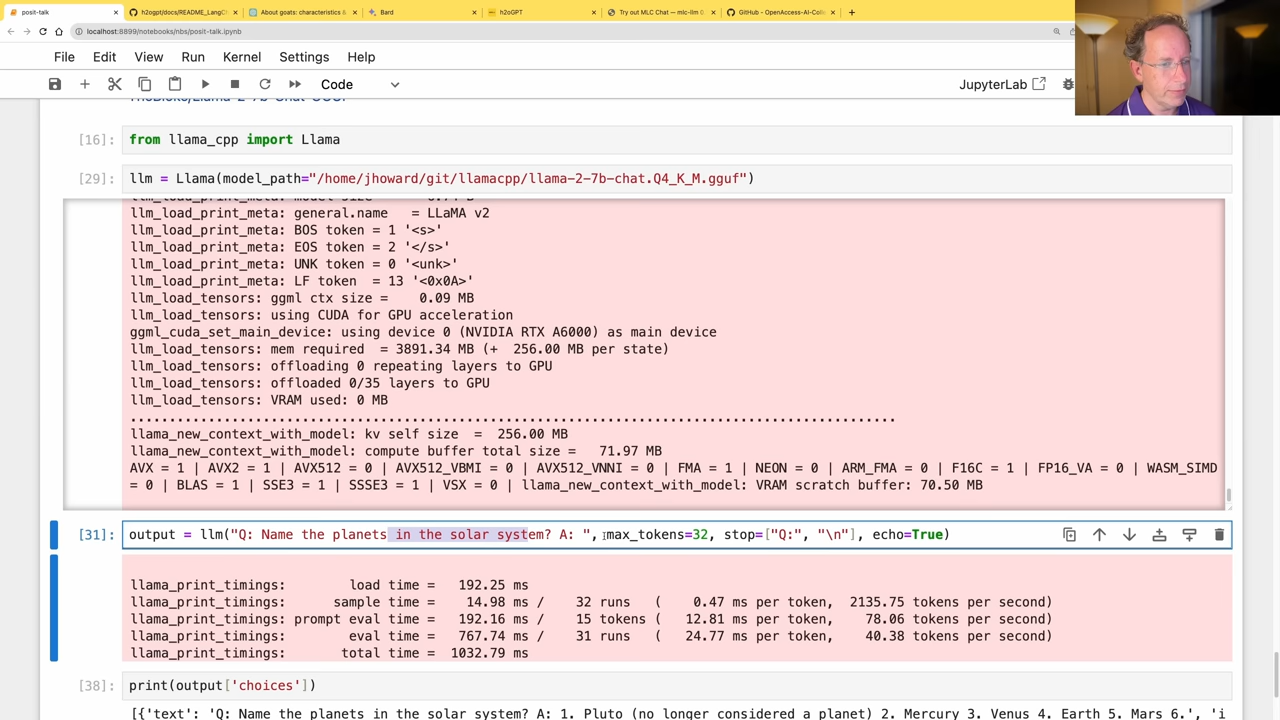 posit-talk
h2ogpt/docs/README_LangCh
About goats: characteristics &
Bard
h2oGPT
Try out MLC Chat — mlc-llm 0
GitHub - OpenAccess-AI-Colle
localhost:8899/notebooks/nbs/posit-talk.ipynb
File Edit View Run Kernel Settings Help
Code
JupyterLab
TheBloke/Llama-2-7b-Chat-GGUF
[16]: from llama_cpp import Llama
[29]: llm = Llama(model_path="/home/jhoward/git/llamacpp/llama-2-7b-chat.Q4_K_M.gguf")
llm_load_print_meta: model size
llm_load_print_meta: general.name   = LLaMA v2
llm_load_print_meta: BOS token = 1 '<s>'
llm_load_print_meta: EOS token = 2 '</s>'
llm_load_print_meta: UNK token = 0 '<unk>'
llm_load_print_meta: LF token  = 13 '<0x0A>'
llm_load_tensors: ggml ctx size =    0.09 MB
llm_load_tensors: using CUDA for GPU acceleration
ggml_cuda_set_main_device: using device 0 (NVIDIA RTX A6000) as main device
llm_load_tensors: mem required  = 3891.34 MB (+  256.00 MB per state)
llm_load_tensors: offloading 0 repeating layers to GPU
llm_load_tensors: offloaded 0/35 layers to GPU
llm_load_tensors: VRAM used: 0 MB
....................................................................................................
llama_new_context_with_model: kv self size  =  256.00 MB
llama_new_context_with_model: compute buffer total size =   71.97 MB
AVX = 1 | AVX2 = 1 | AVX512 = 0 | AVX512_VBMI = 0 | AVX512_VNNI = 0 | FMA = 1 | NEON = 0 | ARM_FMA = 0 | F16C = 1 | FP16_VA = 0 | WASM_SIMD
= 0 | BLAS = 1 | SSE3 = 1 | SSSE3 = 1 | VSX = 0 | llama_new_context_with_model: VRAM scratch buffer: 70.50 MB
[31]: output = llm("Q: Name the planets in the solar system? A: ", max_tokens=32, stop=["Q:", "\n"], echo=True)
llama_print_timings:        load time =   192.25 ms
llama_print_timings:      sample time =    14.98 ms /    32 runs   (    0.47 ms per token,  2135.75 tokens per second)
llama_print_timings: prompt eval time =   192.16 ms /    15 tokens (   12.81 ms per token,    78.06 tokens per second)
llama_print_timings:        eval time =   767.74 ms /    31 runs   (   24.77 ms per token,    40.38 tokens per second)
llama_print_timings:       total time =  1032.79 ms
[38]: print(output['choices'])
[{'text': 'Q: Name the planets in the solar system? A: 1. Pluto (no longer considered a planet) 2. Mercury 3. Venus 4. Earth 5. Mars 6.', 'i